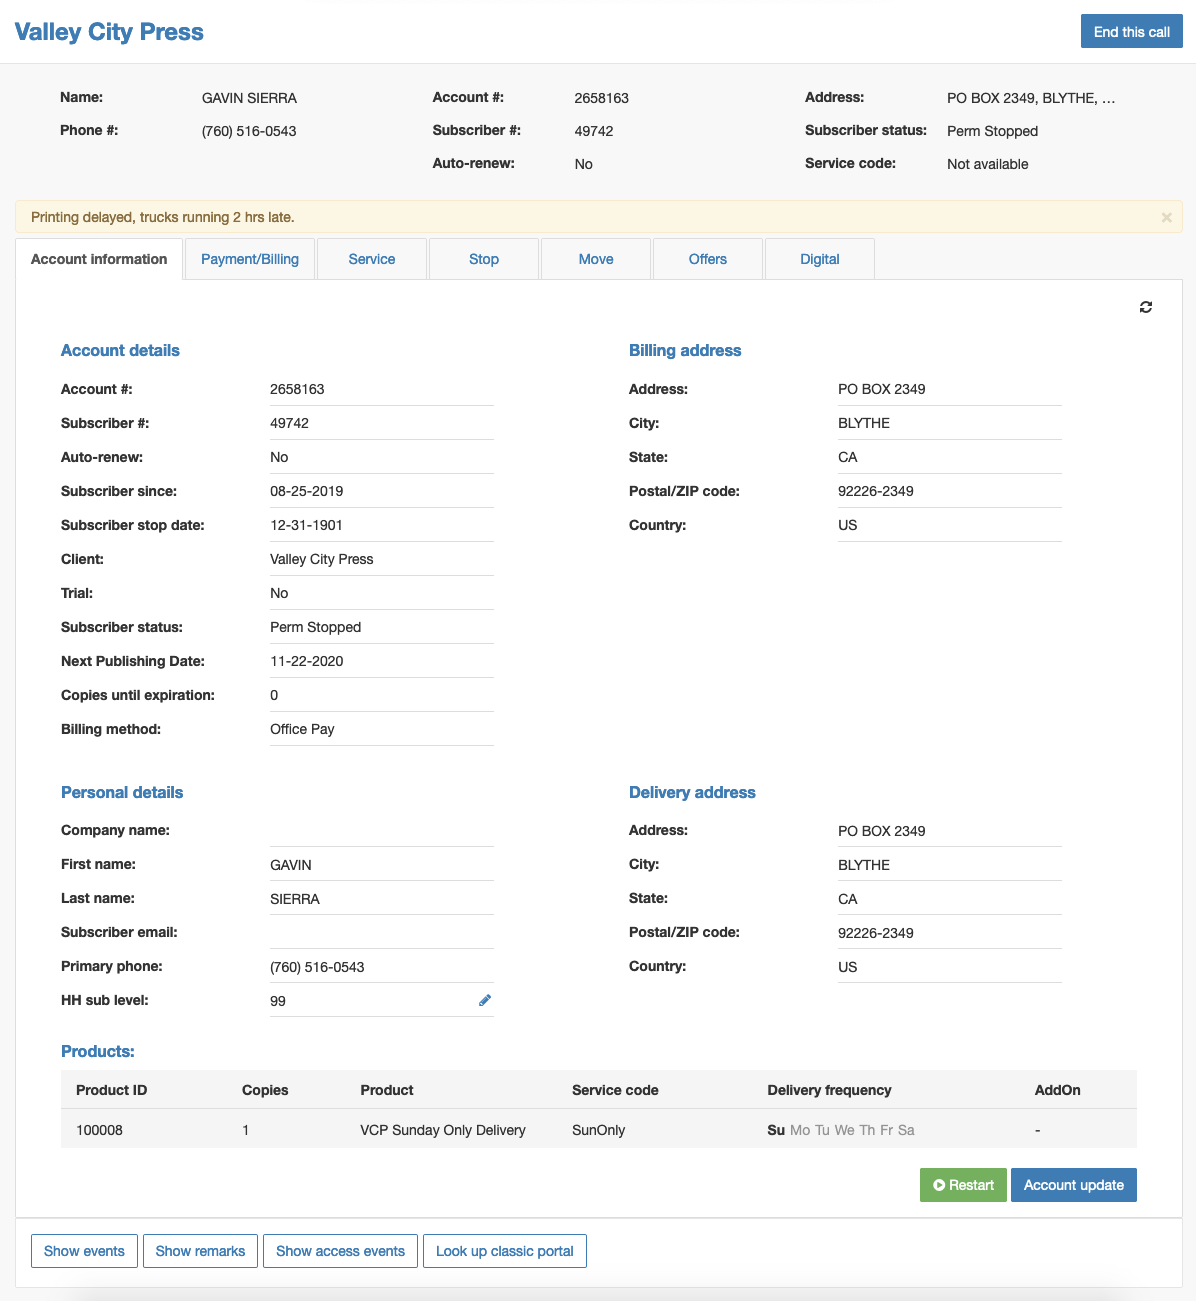 Valley City Press
End this call
Name: GAVIN SIERRA Account #: 2658163 Address: PO BOX 2349, BLYTHE, ...
Phone #: (760) 516-0543 Subscriber #: 49742 Subscriber status: Perm Stopped
Auto-renew: No Service code: Not available
Printing delayed, trucks running 2 hrs late. ×
Account information Payment/Billing Service Stop Move Offers Digital
Account details
Account #: 2658163
Subscriber #: 49742
Auto-renew: No
Subscriber since: 08-25-2019
Subscriber stop date: 12-31-1901
Client: Valley City Press
Trial: No
Subscriber status: Perm Stopped
Next Publishing Date: 11-22-2020
Copies until expiration: 0
Billing method: Office Pay
Billing address
Address: PO BOX 2349
City: BLYTHE
State: CA
Postal/ZIP code: 92226-2349
Country: US
Personal details
Company name:
First name: GAVIN
Last name: SIERRA
Subscriber email:
Primary phone: (760) 516-0543
HH sub level: 99
Delivery address
Address: PO BOX 2349
City: BLYTHE
State: CA
Postal/ZIP code: 92226-2349
Country: US
Products:
Product ID Copies Product Service code Delivery frequency AddOn
100008 1 VCP Sunday Only Delivery SunOnly Su Mo Tu We Th Fr Sa -
Restart Account update
Show events Show remarks Show access events Look up classic portal